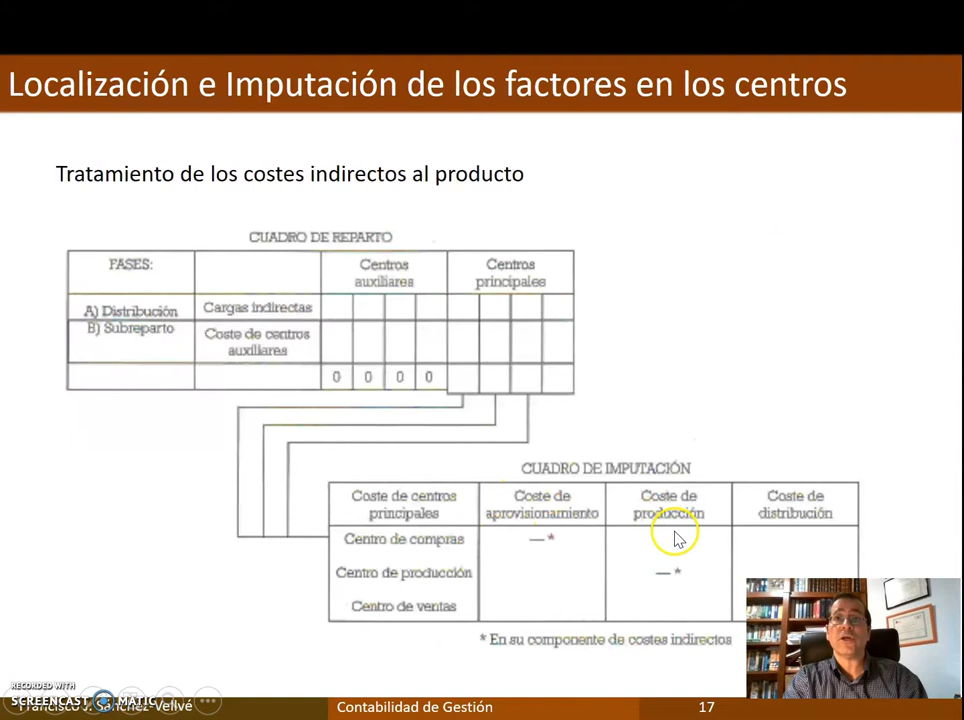 Localización e Imputación de los factores en los centros
Tratamiento de los costes indirectos al producto
CUADRO DE REPARTO
FASES:
Centros
auxiliares
Centros
principales
A) Distribución
Cargas indirectas
B) Subreparto
Coste de centros
auxiliares
0 0 0 0
CUADRO DE IMPUTACIÓN
Coste de centros
principales
Coste de
aprovisionamiento
Coste de
producción
Coste de
distribución
Centro de compras
— *
Centro de producción
— *
Centro de ventas
* En su componente de costes indirectos
RECORDED WITH
SCREENCAST MATIC
Francisco J. Sánchez-Vellvé
Contabilidad de Gestión
17